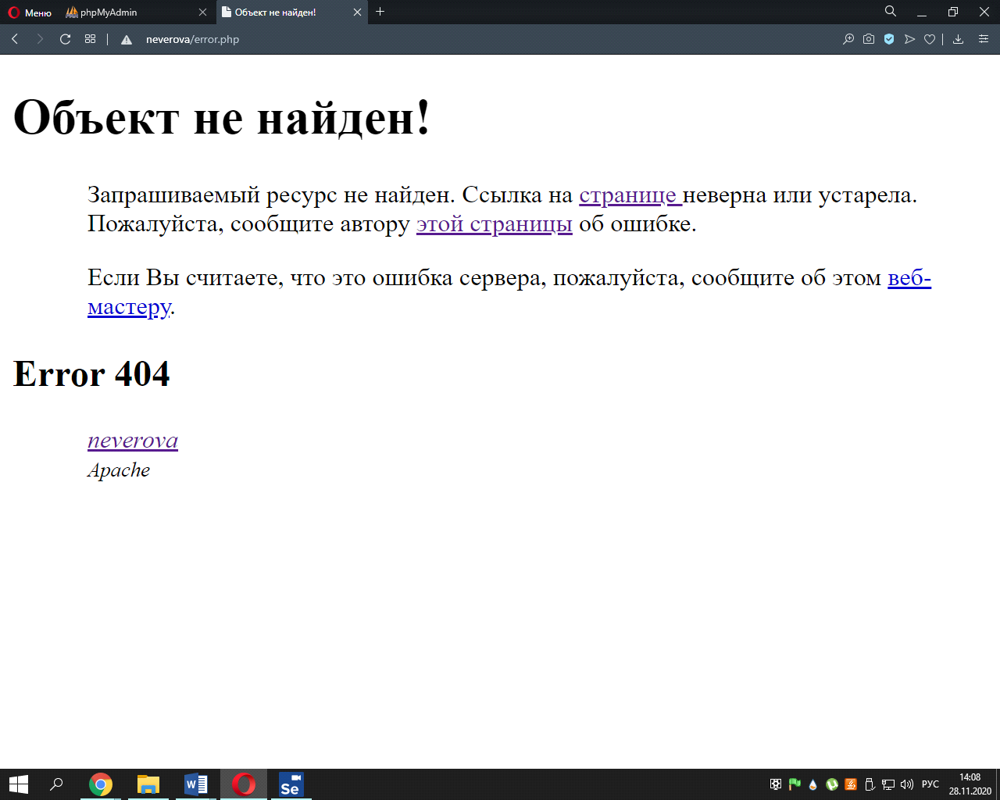 Меню
phpMyAdmin
Объект не найден!
neverova/error.php
Объект не найден!
Запрашиваемый ресурс не найден. Ссылка на странице неверна или устарела.
Пожалуйста, сообщите автору этой страницы об ошибке.
Если Вы считаете, что это ошибка сервера, пожалуйста, сообщите об этом веб-
мастеру.
Error 404
neverova
Apache
Se
РУС
14:08
28.11.2020